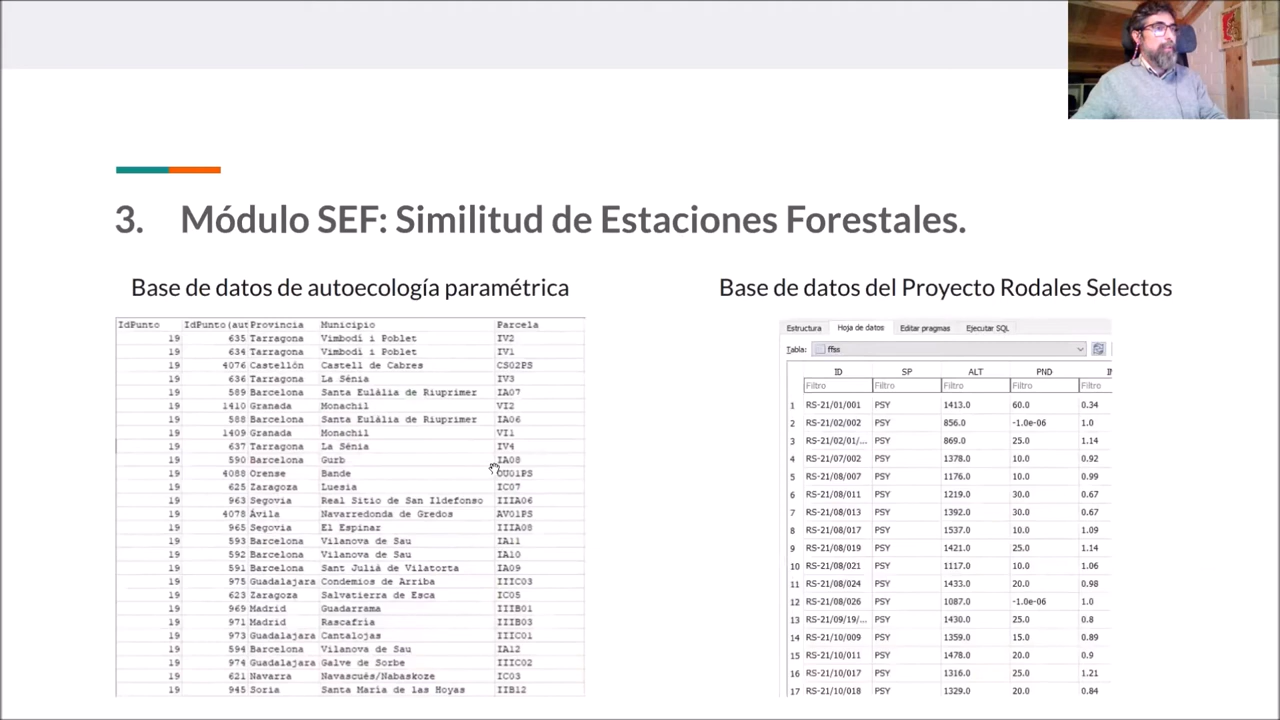 3. Módulo SEF: Similitud de Estaciones Forestales.
Base de datos de autoecología paramétrica
IdPunto IdPunto(aut Provincia Municipio Parcela
19 635 Tarragona Vimbodí i Poblet IV2
19 634 Tarragona Vimbodí i Poblet IV1
19 4076 Castellón Castell de Cabres CS02PS
19 636 Tarragona La Sénia IV3
19 589 Barcelona Santa Eulália de Riuprimer IA07
19 1410 Granada Monachil VI2
19 588 Barcelona Santa Eulália de Riuprimer IA06
19 1409 Granada Monachil VI1
19 637 Tarragona La Sénia IV4
19 590 Barcelona Gurb IA08
19 4088 Orense Bande OU01PS
19 625 Zaragoza Luesia IC07
19 963 Segovia Real Sitio de San Ildefonso IIIA06
19 4078 Ávila Navarredonda de Gredos AV01PS
19 965 Segovia El Espinar IIIA08
19 593 Barcelona Vilanova de Sau IA11
19 592 Barcelona Vilanova de Sau IA10
19 591 Barcelona Sant Juliá de Vilatorta IA09
19 975 Guadalajara Condemios de Arriba IIIC03
19 623 Zaragoza Salvatierra de Esca IC05
19 969 Madrid Guadarrama IIIB01
19 971 Madrid Rascafría IIIB03
19 973 Guadalajara Cantalojas IIIC01
19 594 Barcelona Vilanova de Sau IA12
19 974 Guadalajara Galve de Sorbe IIIC02
19 621 Navarra Navascués/Nabaskoze IC03
19 945 Soria Santa María de las Hoyas IIB12
Base de datos del Proyecto Rodales Selectos
Estructura Hoja de datos Editar pragmas Ejecutar SQL
Tabla: ffss
ID SP ALT PND
Filtro Filtro Filtro Filtro Filtro
1 RS-21/01/001 PSY 1413.0 60.0 0.34
2 RS-21/02/002 PSY 856.0 -1.0e-06 1.0
3 RS-21/02/01/... PSY 869.0 25.0 1.14
4 RS-21/07/002 PSY 1378.0 10.0 0.92
5 RS-21/08/007 PSY 1176.0 10.0 0.99
6 RS-21/08/011 PSY 1219.0 30.0 0.67
7 RS-21/08/013 PSY 1392.0 30.0 0.67
8 RS-21/08/017 PSY 1537.0 10.0 1.09
9 RS-21/08/019 PSY 1421.0 25.0 1.14
10 RS-21/08/021 PSY 1117.0 10.0 1.06
11 RS-21/08/024 PSY 1433.0 20.0 0.98
12 RS-21/08/026 PSY 1087.0 -1.0e-06 1.0
13 RS-21/09/19/... PSY 1430.0 25.0 0.8
14 RS-21/10/009 PSY 1359.0 15.0 0.89
15 RS-21/10/011 PSY 1478.0 20.0 0.9
16 RS-21/10/017 PSY 1316.0 25.0 1.21
17 RS-21/10/018 PSY 1329.0 20.0 0.84